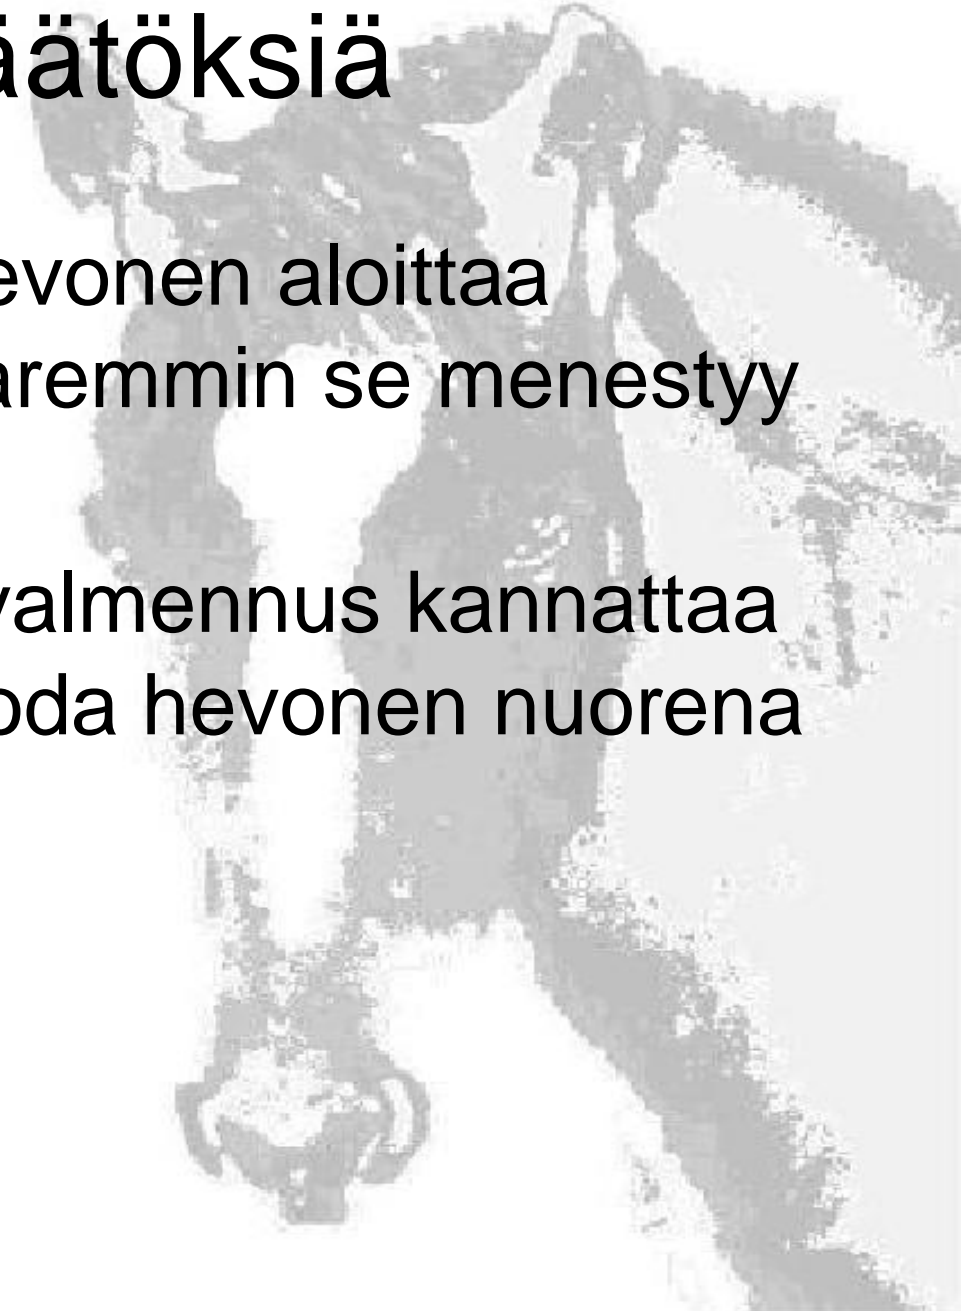 äätöksiä
evonen aloittaa
aremmin se menestyy
valmennus kannattaa
oda hevonen nuorena